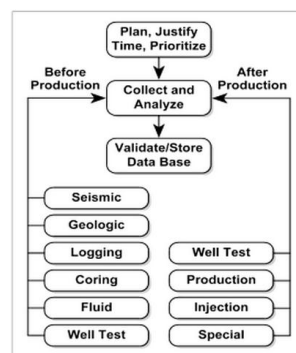 Plan, Justify
Time, Prioritize
Before
Production
After
Production
Collect and
Analyze
Validate/Store
Data Base
Seismic
Geologic
Logging
Coring
Fluid
Well Test
Well Test
Production
Injection
Special